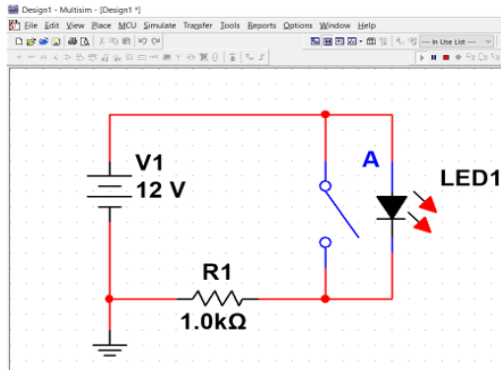 Design1 - Multisim - [Design1 *]
File Edit View Place MCU Simulate Transfer Tools Reports Options Window Help
--- In Use List ---
A
V1
12 V
LED1
R1
1.0kΩ